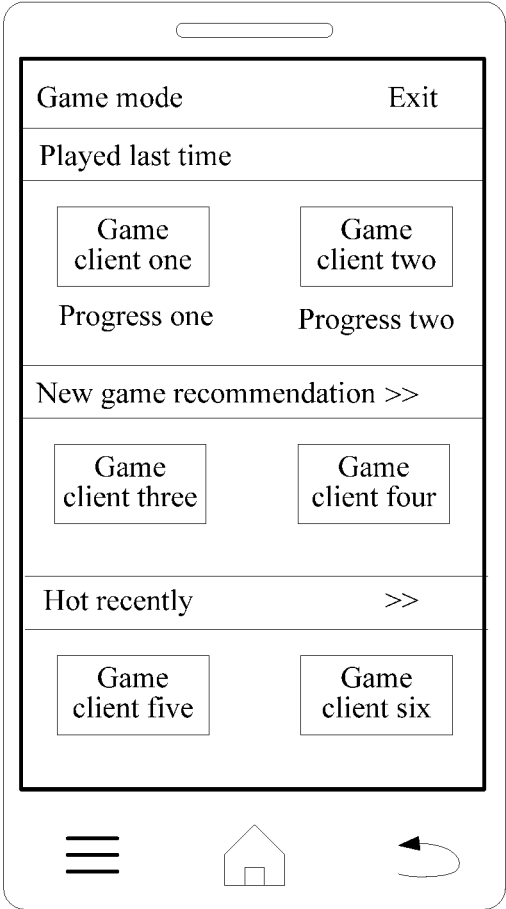 Game mode Exit
Played last time
Game Game
client one client two
Progress one Progress two
New game recommendation >>
Game Game
client three client four
Hot recently >>
Game Game
client five client six